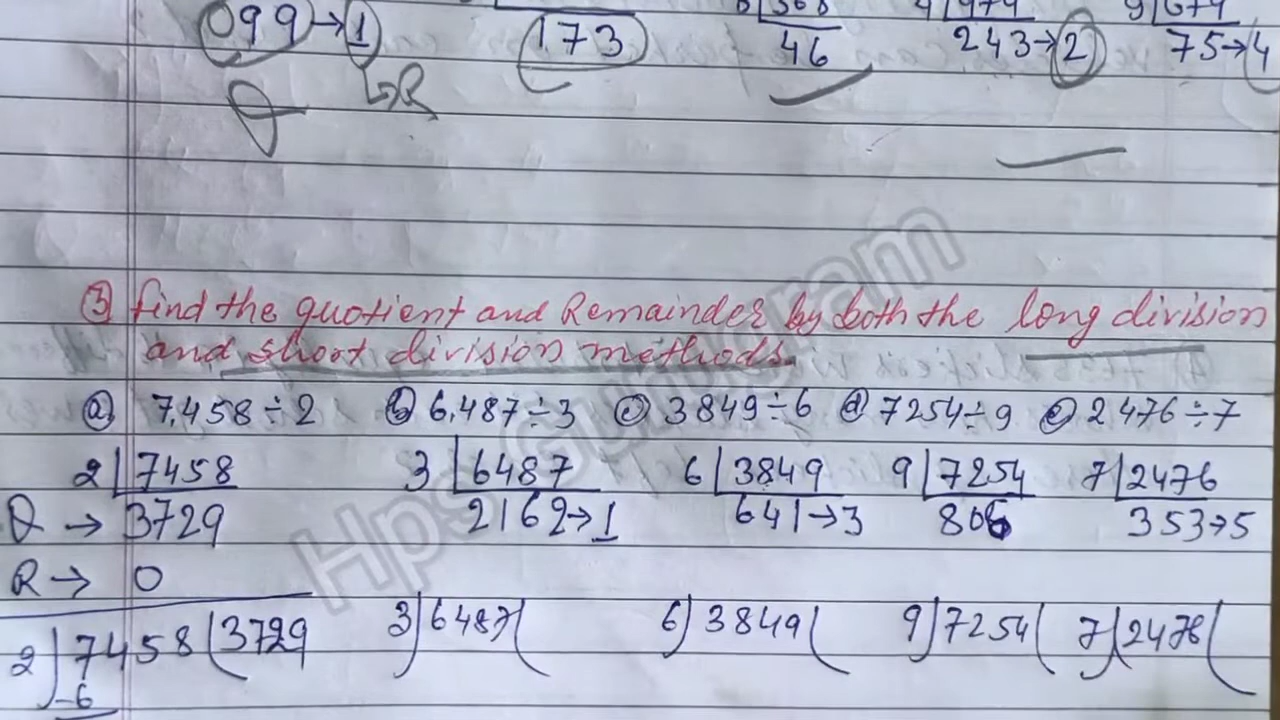 099→1 173 46 243→2 75→4
Q ↳R
③ find the quotient and Remainder by both the long division
and short division methods.
ⓐ 7,458÷2 ⓑ 6,487÷3 ⓒ 3849÷6 ⓓ 7254÷9 ⓔ 2476÷7
2 7458 3 6487 6 3849 9 7254 7 2476
Q → 3729 2162→1 641→3 806 353→5
R → 0
2)7458(3729 3)6487( 6)3849( 9)7254( 7)2476(
-6
Hps Gurugram